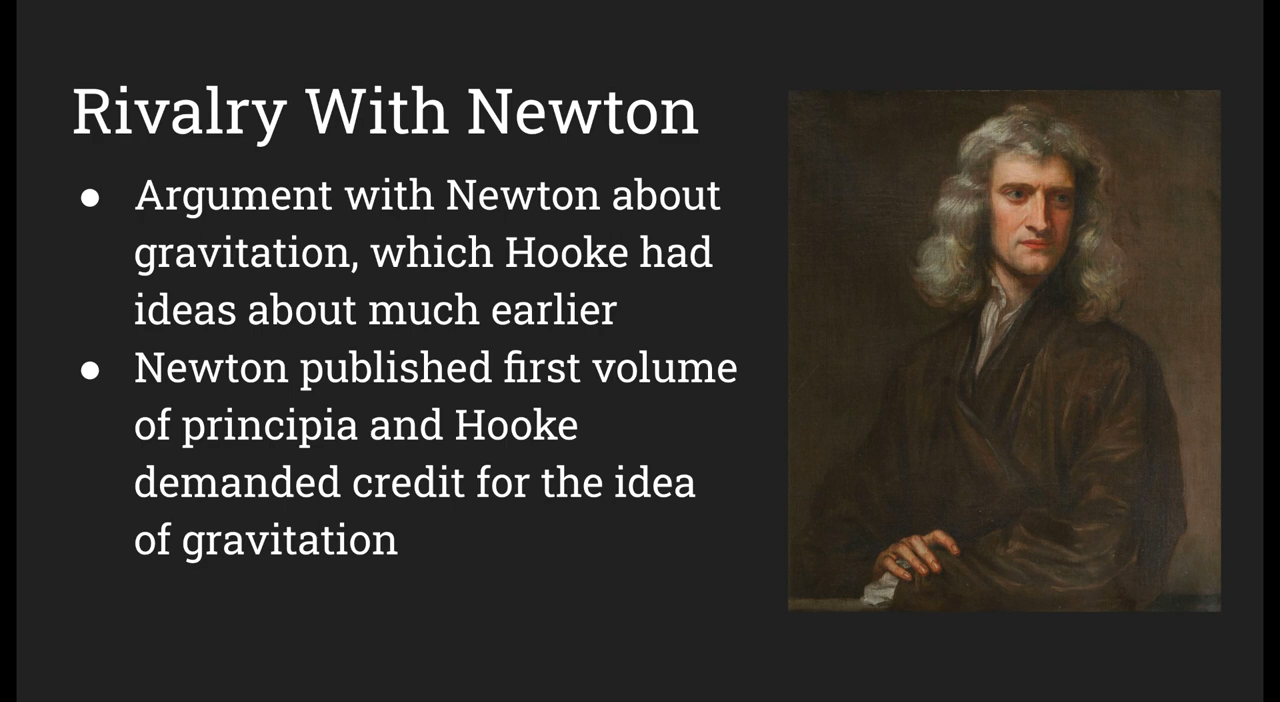 Rivalry With Newton
● Argument with Newton about
gravitation, which Hooke had
ideas about much earlier
● Newton published first volume
of principia and Hooke
demanded credit for the idea
of gravitation